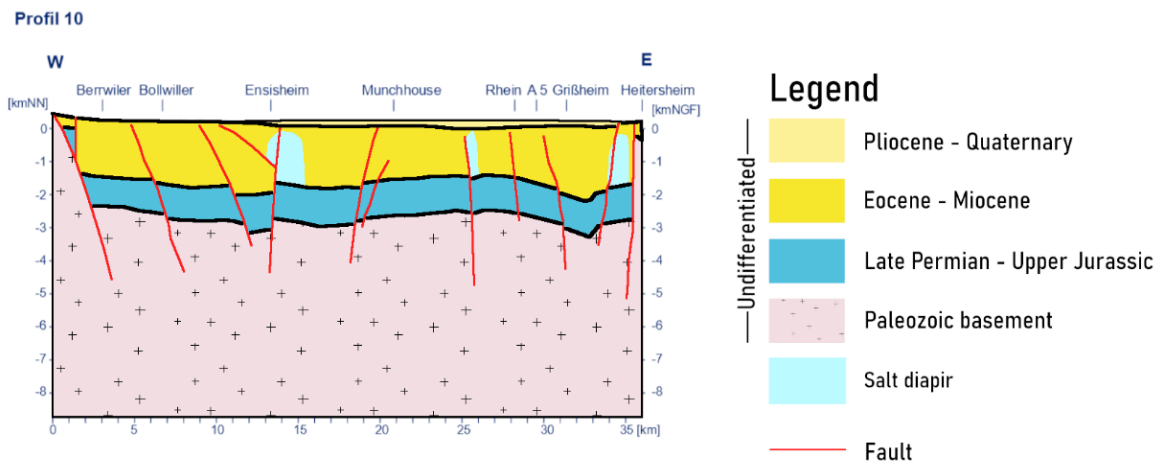 Profil 10
W
E
Berrwiler Bollwiller Ensisheim Munchhouse Rhein A 5 Grißheim Heitersheim
[kmNN] [kmNGF]
0 0
-1 -1
-2 -2
-3 -3
-4 -4
-5 -5
-6 -6
-7 -7
-8 -8
0 5 10 15 20 25 30 35 [km]
Legend
Undifferentiated
Pliocene - Quaternary
Eocene - Miocene
Late Permian - Upper Jurassic
Paleozoic basement
Salt diapir
Fault